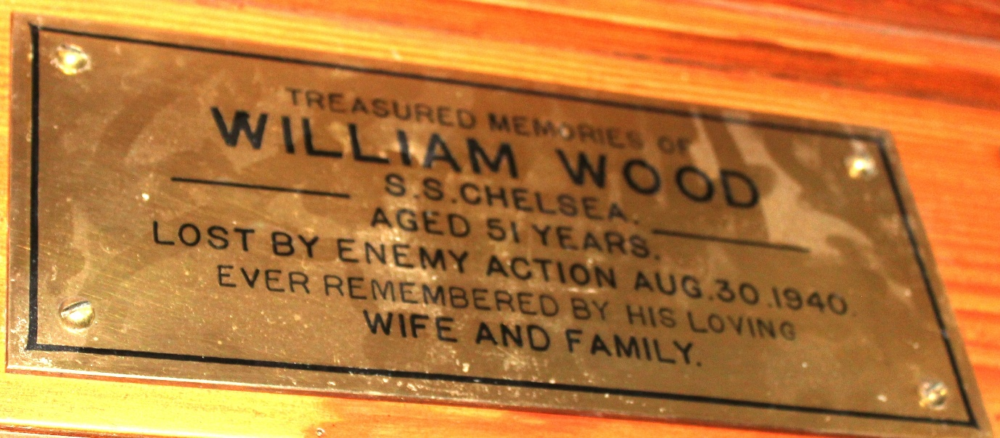 TREASURED MEMORIES OF
WILLIAM WOOD
S.S.CHELSEA.
AGED 51 YEARS.
LOST BY ENEMY ACTION AUG.30.1940.
EVER REMEMBERED BY HIS LOVING
WIFE AND FAMILY.